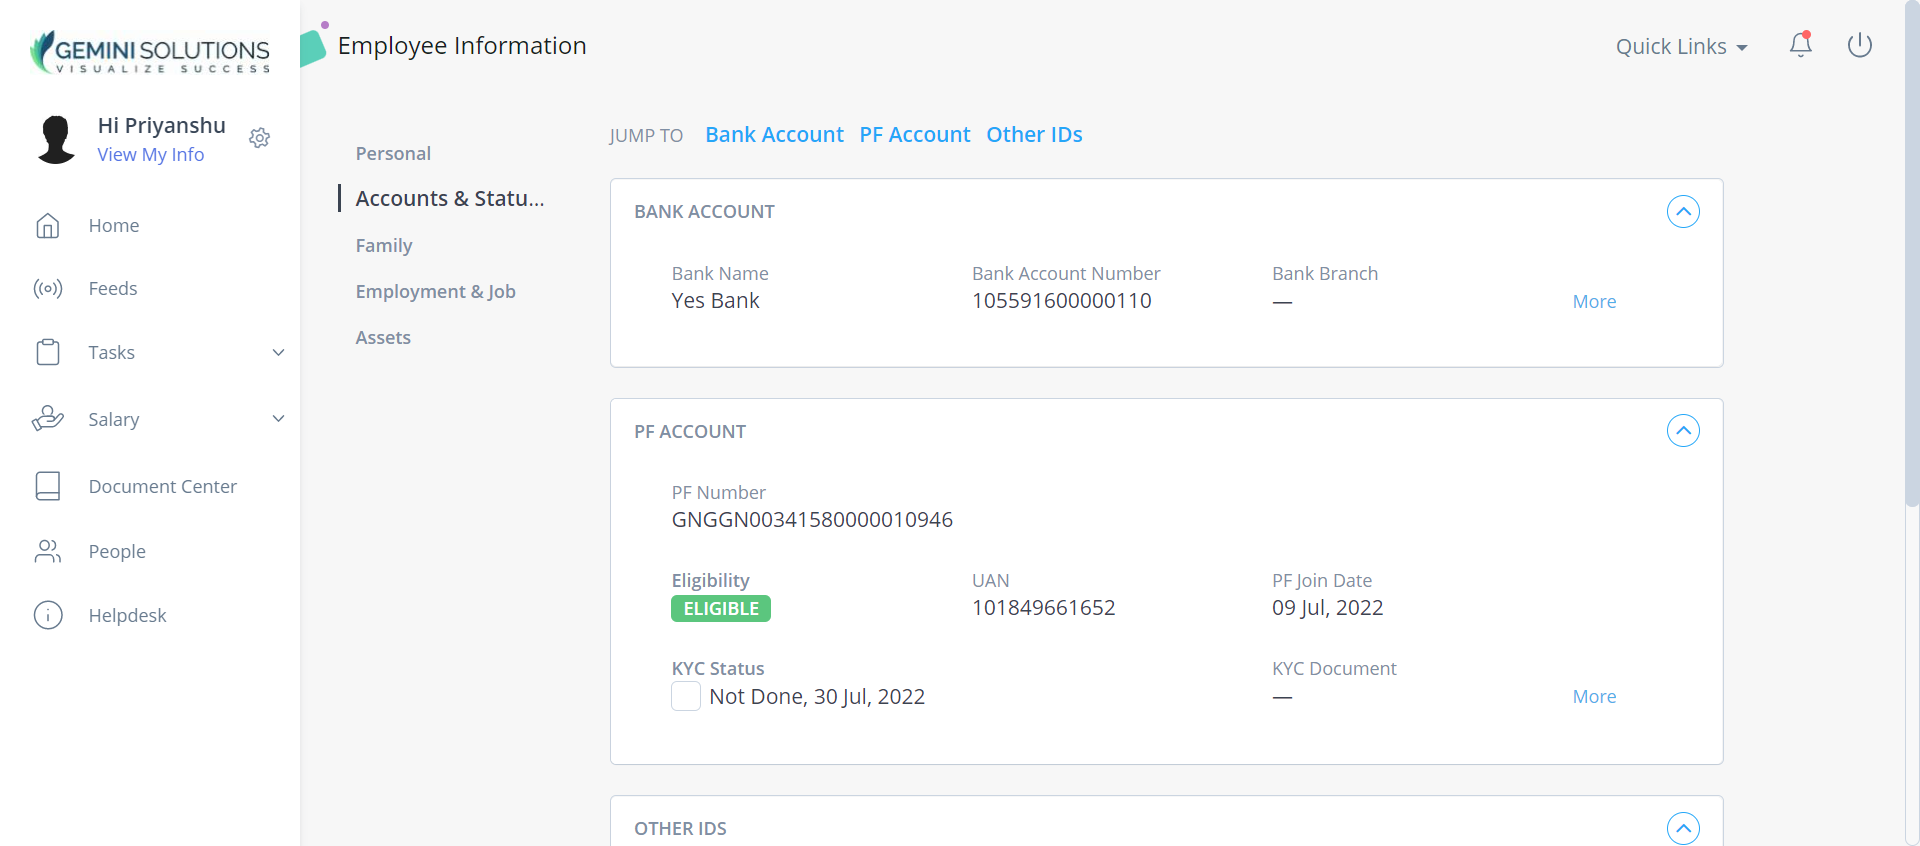 GEMINI SOLUTIONS
VISUALIZE SUCCESS
Employee Information
Quick Links
Hi Priyanshu
View My Info
Home
Feeds
Tasks
Salary
Document Center
People
Helpdesk
Personal
Accounts & Statu...
Family
Employment & Job
Assets
JUMP TO Bank Account PF Account Other IDs
BANK ACCOUNT
Bank Name Bank Account Number Bank Branch
Yes Bank 105591600000110 — More
PF ACCOUNT
PF Number
GNGGN00341580000010946
Eligibility UAN PF Join Date
ELIGIBLE 101849661652 09 Jul, 2022
KYC Status KYC Document
Not Done, 30 Jul, 2022 — More
OTHER IDS